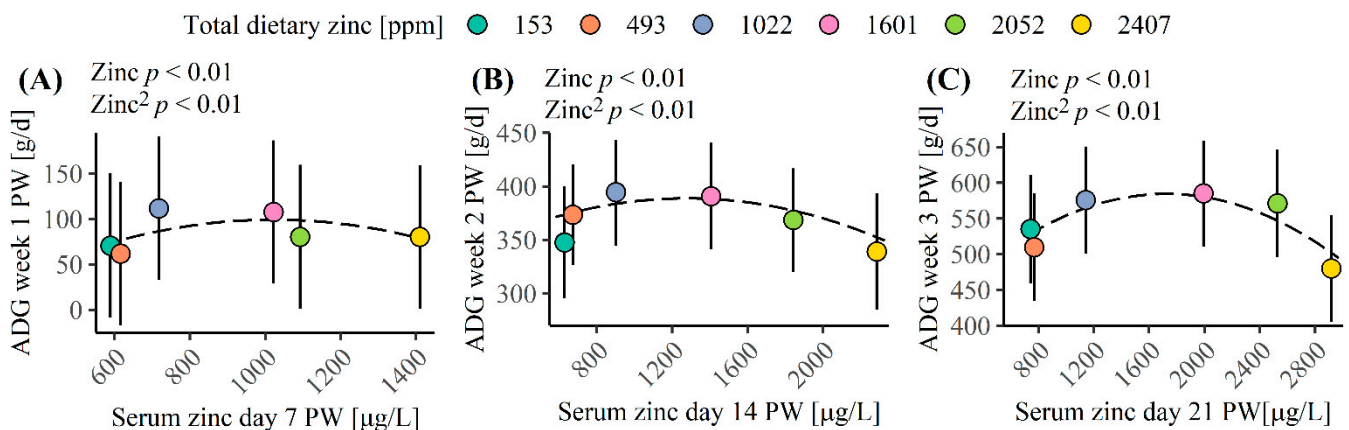 Total dietary zinc [ppm] 153 493 1022 1601 2052 2407
(A)
Zinc p < 0.01
Zinc² p < 0.01
ADG week 1 PW [g/d]
150
100
50
0
600 800 1000 1200 1400
Serum zinc day 7 PW [μg/L]
(B)
Zinc p < 0.01
Zinc² p < 0.01
ADG week 2 PW [g/d]
450
400
350
300
800 1200 1600 2000
Serum zinc day 14 PW [μg/L]
(C)
Zinc p < 0.01
Zinc² p < 0.01
ADG week 3 PW [g/d]
650
600
550
500
450
400
800 1200 1600 2000 2400 2800
Serum zinc day 21 PW[μg/L]